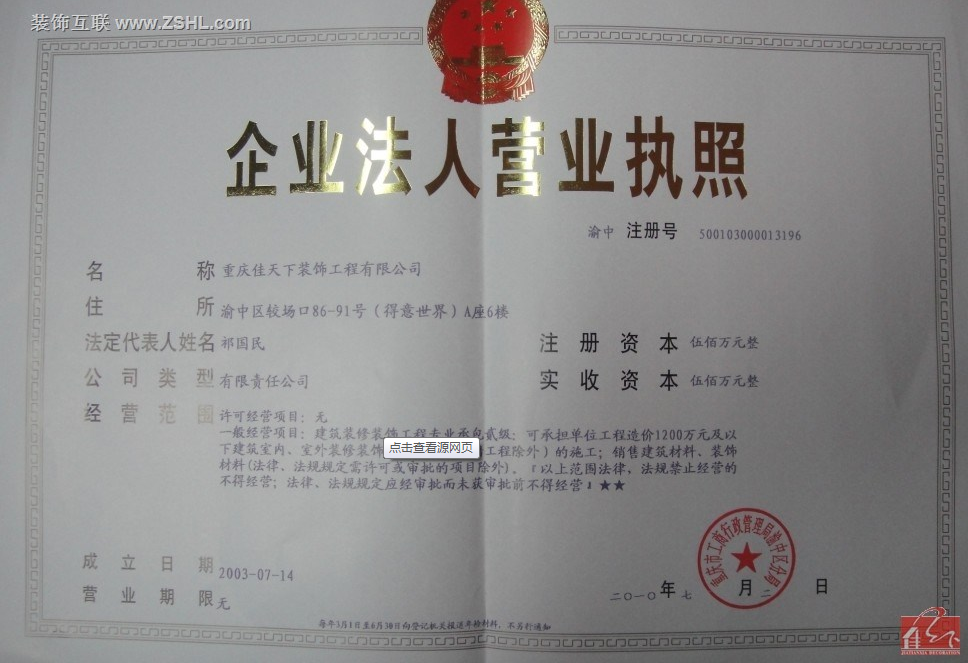 装饰互联 www.ZSHL.com
企业法人营业执照
渝中 注册号 500103000013196
名 称 重庆佳天下装饰工程有限公司
住 所 渝中区较场口86-91号（得意世界）A座6楼
法定代表人姓名 祁国民
注册资本 伍佰万元整
公司类型 有限责任公司
实收资本 伍佰万元整
经营范围 许可经营项目：无
一般经营项目：建筑装修装饰工程专业承包贰级：可承担单位工程造价1200万元及以
下建筑室内、室外装修装饰 工程除外）的施工；销售建筑材料、装饰
点击查看源网页
材料(法律、法规规定需许可或审批的项目除外)。『以上范围法律、法规禁止经营的
不得经营；法律、法规规定应经审批而未获审批前不得经营』★★
成立日期 2003-07-14
营业期限 无
重庆市工商行政管理局渝中区分局
二〇一〇年七月二 日
每年3月1日至6月30日向登记机关报送年检材料，不另行通知
佳天下
JIATIANXIA DECORATION